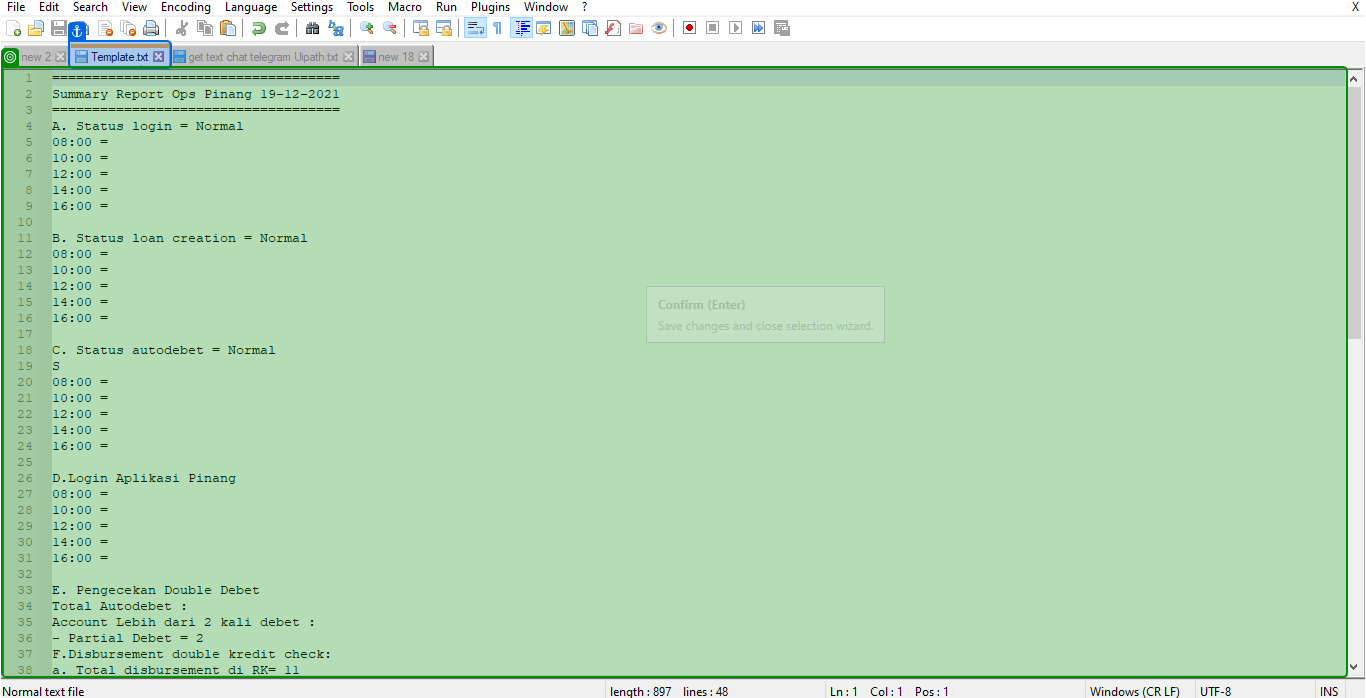 File Edit Search View Encoding Language Settings Tools Macro Run Plugins Window ? X
new 2 Template.txt get text chat telegram Uipath.txt new 18
1 ====================================
2 Summary Report Ops Pinang 19-12-2021
3 ====================================
4 A. Status login = Normal
5 08:00 =
6 10:00 =
7 12:00 =
8 14:00 =
9 16:00 =
10
11 B. Status loan creation = Normal
12 08:00 =
13 10:00 =
14 12:00 =
15 14:00 =
16 16:00 =
17
18 C. Status autodebet = Normal
19 S
20 08:00 =
21 10:00 =
22 12:00 =
23 14:00 =
24 16:00 =
25
26 D.Login Aplikasi Pinang
27 08:00 =
28 10:00 =
29 12:00 =
30 14:00 =
31 16:00 =
32
33 E. Pengecekan Double Debet
34 Total Autodebet :
35 Account Lebih dari 2 kali debet :
36 - Partial Debet = 2
37 F.Disbursement double kredit check:
38 a. Total disbursement di RK= 11
Confirm (Enter)
Save changes and close selection wizard.
Normal text file length : 897 lines : 48 Ln : 1 Col : 1 Pos : 1 Windows (CR LF) UTF-8 INS